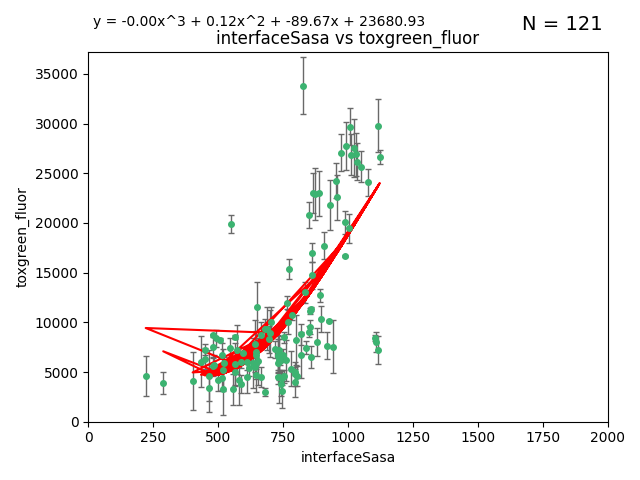 y = -0.00x^3 + 0.12x^2 + -89.67x + 23680.93
N = 121
interfaceSasa vs toxgreen_fluor
35000
30000
25000
20000
15000
10000
5000
0
toxgreen_fluor
0 250 500 750 1000 1250 1500 1750 2000
interfaceSasa